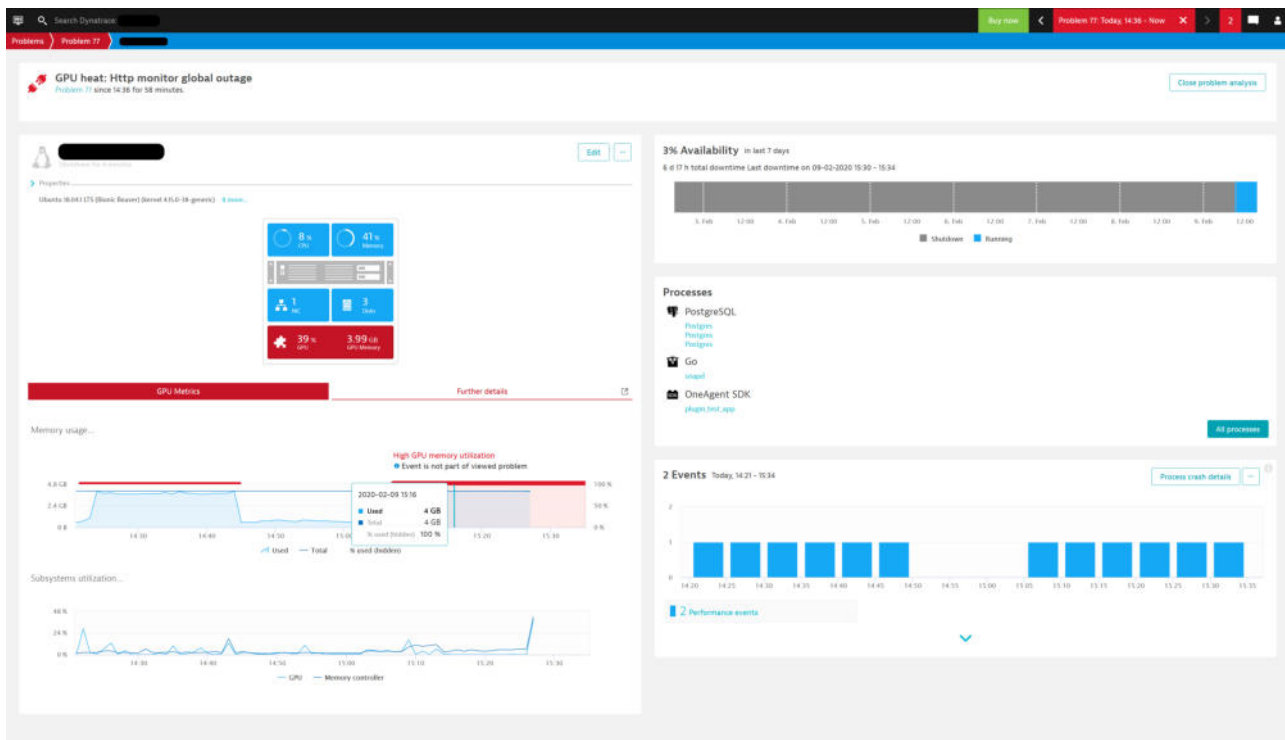 Search Dynatrace
Buy now
Problem 77: Today, 14:36 - Now
2
Problems
Problem 77
GPU heat: Http monitor global outage
Problem 77 since 14:36 for 58 minutes.
Close problem analysis
Edit
...
Properties
Ubuntu 18.04.1 LTS (Bionic Beaver) (kernel 4.15.0-38-generic) 8 more...
8 %
CPU
41 %
Memory
1
NIC
3
Disks
39 %
GPU
3.99 GB
GPU Memory
GPU Metrics
Further details
Memory usage...
High GPU memory utilization
Event is not part of viewed problem
4.8 GB
2.4 GB
0 B
100 %
50 %
0 %
2020-02-09 15:16
Used 4 GB
Total 4 GB
% used (hidden) 100 %
14:30 14:40 14:50 15:20 15:30
Used Total % used (hidden)
Subsystems utilization...
48 %
24 %
0 %
14:30 14:40 14:50 15:00 15:10 15:20 15:30
GPU Memory controller
3% Availability in last 7 days
6 d 17 h total downtime Last downtime on 09-02-2020 15:30 - 15:34
3. Feb 12:00 4. Feb 12:00 5. Feb 12:00 6. Feb 12:00 7. Feb 12:00 8. Feb 12:00 9. Feb 12:00
Shutdown Running
Processes
PostgreSQL
Postgres
Postgres
Postgres
Go
snapd
OneAgent SDK
plugin_test_app
All processes
2 Events Today, 14:21 - 15:34
Process crash details
...
2
1
0
14:20 14:25 14:30 14:35 14:40 14:45 14:50 14:55 15:00 15:05 15:10 15:15 15:20 15:25 15:30 15:35
2 Performance events